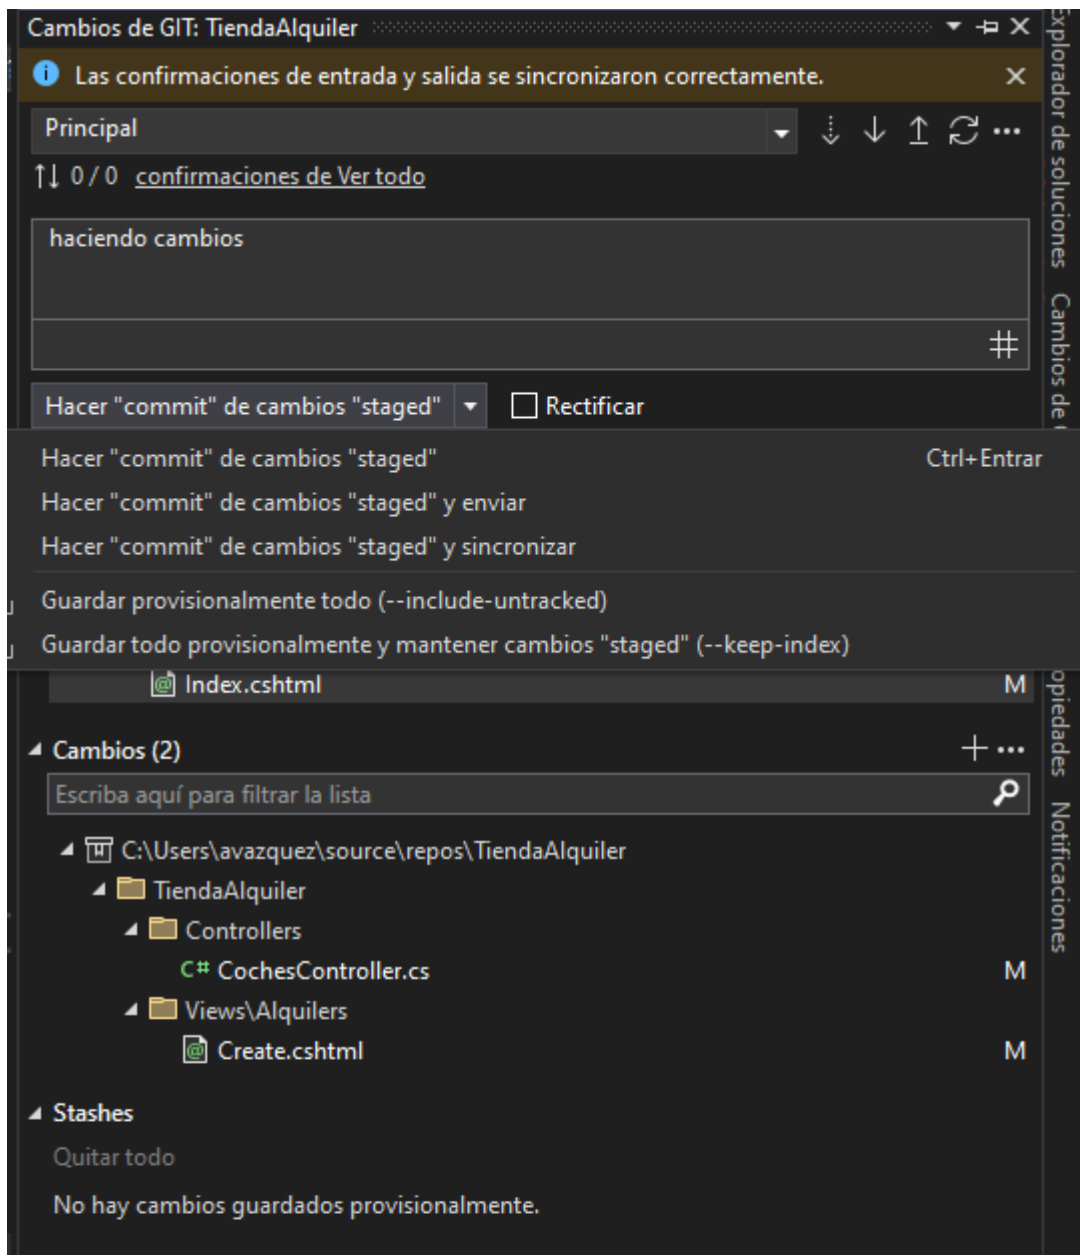 Cambios de GIT: TiendaAlquiler
Las confirmaciones de entrada y salida se sincronizaron correctamente.
Principal
0 / 0 confirmaciones de Ver todo
haciendo cambios
Hacer "commit" de cambios "staged"
Rectificar
Hacer "commit" de cambios "staged" Ctrl+Entrar
Hacer "commit" de cambios "staged" y enviar
Hacer "commit" de cambios "staged" y sincronizar
Guardar provisionalmente todo (--include-untracked)
Guardar todo provisionalmente y mantener cambios "staged" (--keep-index)
Index.cshtml M
Cambios (2)
Escriba aquí para filtrar la lista
C:\Users\avazquez\source\repos\TiendaAlquiler
TiendaAlquiler
Controllers
C# CochesController.cs M
Views\Alquilers
Create.cshtml M
Stashes
Quitar todo
No hay cambios guardados provisionalmente.
Explorador de soluciones
Cambios de
opiedades
Notificaciones